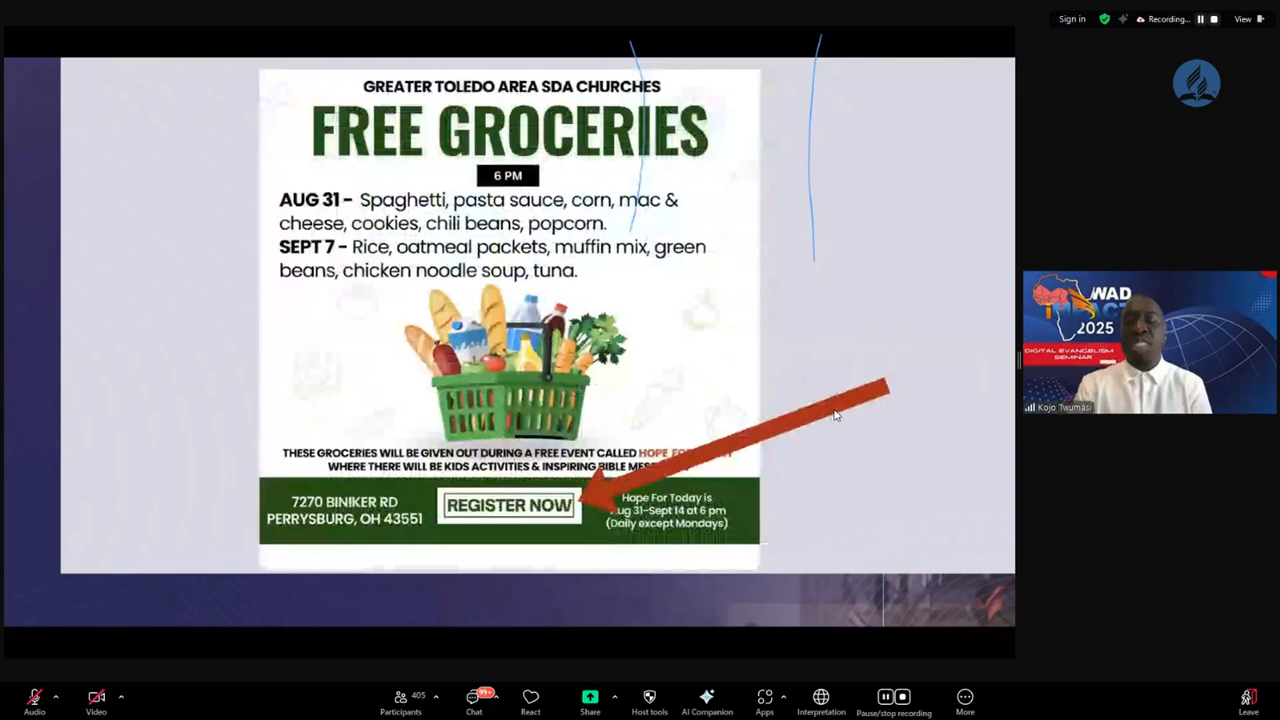 Sign in
Recording...
View
GREATER TOLEDO AREA SDA CHURCHES
FREE GROCERIES
6 PM
AUG 31 - Spaghetti, pasta sauce, corn, mac &
cheese, cookies, chili beans, popcorn.
SEPT 7 - Rice, oatmeal packets, muffin mix, green
beans, chicken noodle soup, tuna.
THESE GROCERIES WILL BE GIVEN OUT DURING A FREE EVENT CALLED HOPE
WHERE THERE WILL BE KIDS ACTIVITIES & INSPIRING BIBLE
7270 BINIKER RD
PERRYSBURG, OH 43551
REGISTER NOW
Hope For Today is
Aug 31-Sept 14 at 6 pm
(Daily except Mondays)
WAD
2025
DIGITAL EVANGELISM
SEMINAR
Kojo Twumasi
Audio
Video
405
Participants
99+
Chat
React
Share
Host tools
AI Companion
Apps
Interpretation
Pause/stop recording
More
Leave